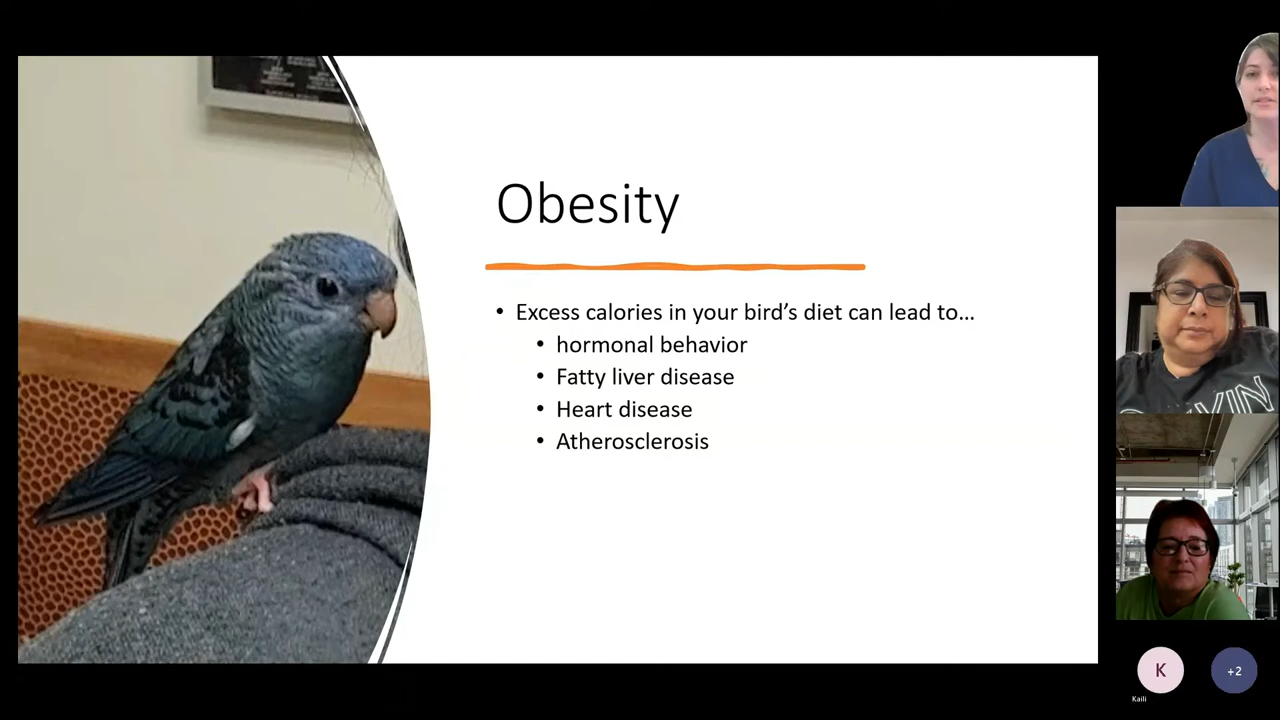 Obesity
• Excess calories in your bird's diet can lead to...
• hormonal behavior
• Fatty liver disease
• Heart disease
• Atherosclerosis
K
+2
Kaili